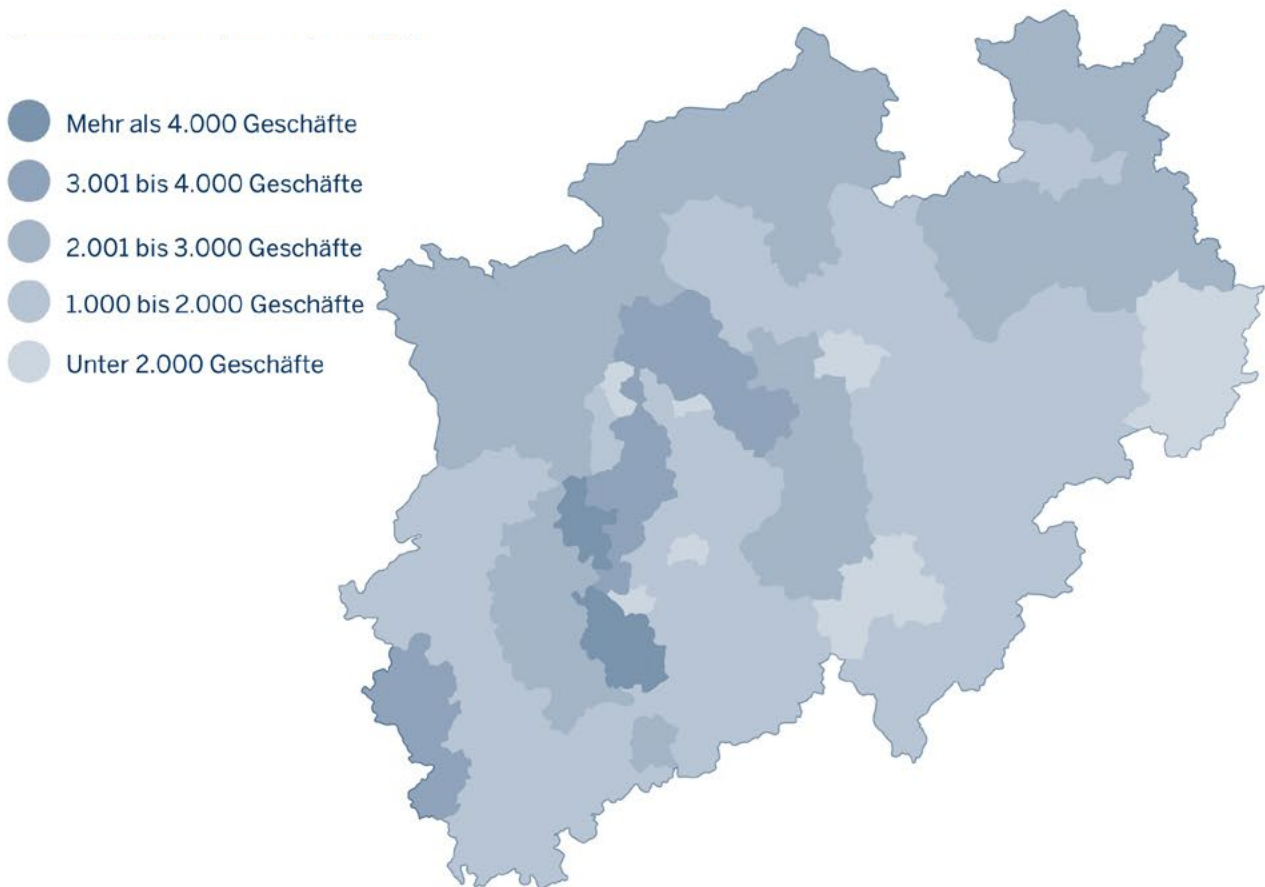 Mehr als 4.000 Geschäfte
3.001 bis 4.000 Geschäfte
2.001 bis 3.000 Geschäfte
1.000 bis 2.000 Geschäfte
Unter 2.000 Geschäfte